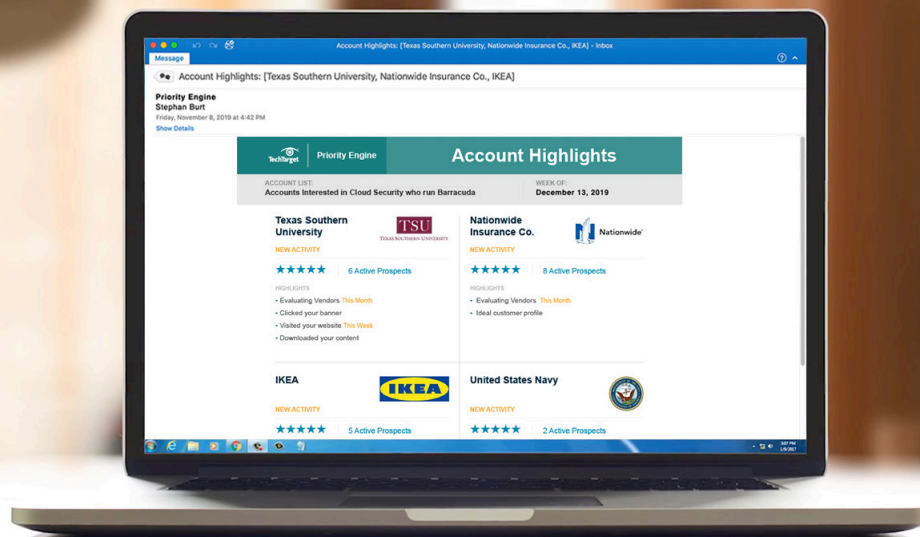 Account Highlights: [Texas Southern University, Nationwide Insurance Co., IKEA] - Inbox
Message
Account Highlights: [Texas Southern University, Nationwide Insurance Co., IKEA]
Priority Engine
Stephan Burt
Friday, November 8, 2019 at 4:42 PM
Show Details
TechTarget
Priority Engine
Account Highlights
ACCOUNT LIST:
Accounts Interested in Cloud Security who run Barracuda
WEEK OF:
December 13, 2019
Texas Southern
University
TSU
TEXAS SOUTHERN UNIVERSITY
NEW ACTIVITY
★★★★★ 6 Active Prospects
HIGHLIGHTS
• Evaluating Vendors This Month
• Clicked your banner
• Visited your website This Week
• Downloaded your content
Nationwide
Insurance Co.
Nationwide®
NEW ACTIVITY
★★★★★ 8 Active Prospects
HIGHLIGHTS
• Evaluating Vendors This Month
• Ideal customer profile
IKEA
IKEA
NEW ACTIVITY
★★★★★ 5 Active Prospects
United States Navy
NEW ACTIVITY
★★★★★ 2 Active Prospects
3:07 PM
1/9/2017